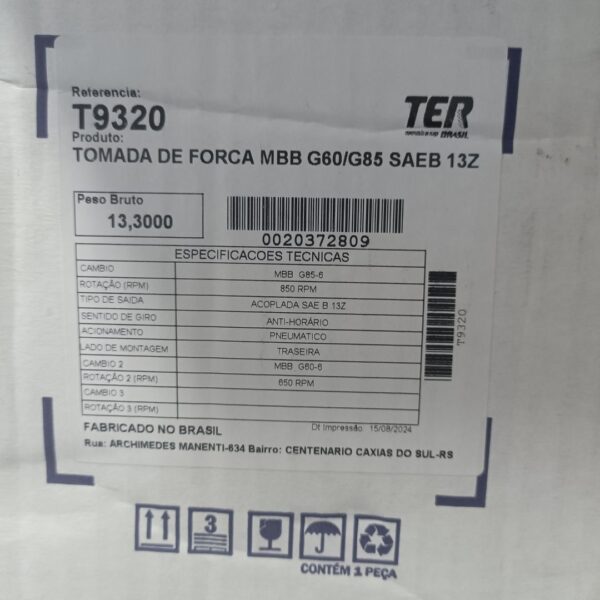 Referencia:
T9320
TER
BRASIL
Produto:
TOMADA DE FORCA MBB G60/G85 SAEB 13Z
Peso Bruto
13,3000
0020372809
ESPECIFICACOES TECNICAS
CAMBIO MBB G85-6
ROTAÇÃO (RPM) 850 RPM
TIPO DE SAIDA ACOPLADA SAE B 13Z
SENTIDO DE GIRO ANTI-HORÁRIO
ACIONAMENTO PNEUMATICO
LADO DE MONTAGEM TRASEIRA
CAMBIO 2 MBB G60-6
ROTAÇÃO 2 (RPM) 650 RPM
CAMBIO 3
ROTAÇÃO 3 (RPM)
T9320
FABRICADO NO BRASIL
Dt Impressão 15/08/2024
Rua: ARCHIMEDES MANENTI-634 Bairro: CENTENARIO CAXIAS DO SUL-RS
3
CONTÉM 1 PEÇA